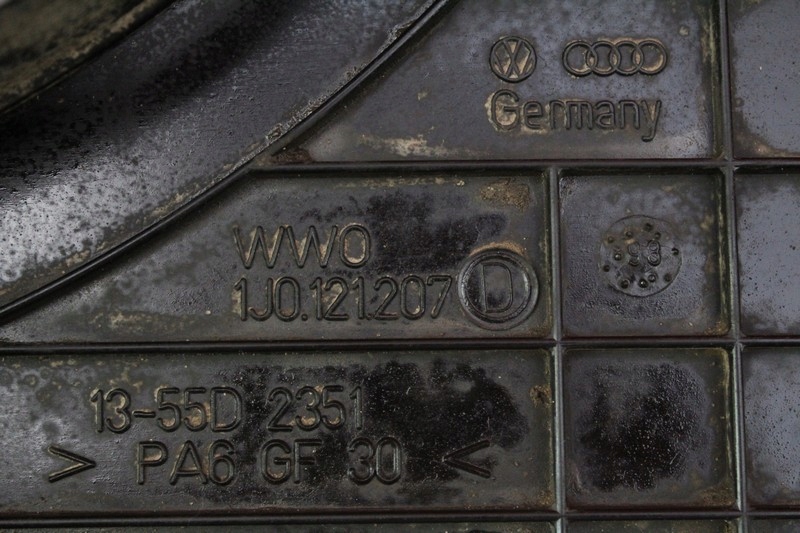 Germany
WWO
1J0.121.207 D
13-55D 2351
> PA6 GF 30 <